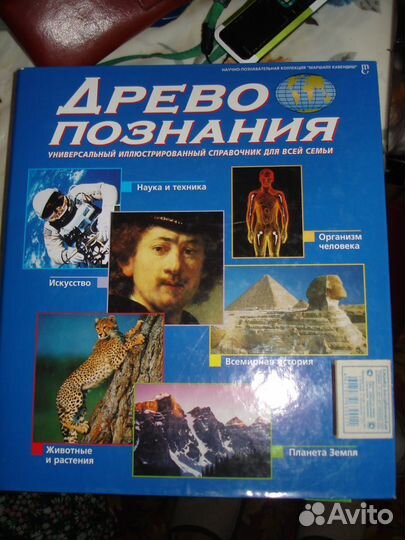 НАУЧНО-ПОЗНАВАТЕЛЬНАЯ КОЛЛЕКЦИЯ "МАРШАЛЛ КАВЕНДИШ"
ДРЕВО
ПОЗНАНИЯ
УНИВЕРСАЛЬНЫЙ ИЛЛЮСТРИРОВАННЫЙ СПРАВОЧНИК ДЛЯ ВСЕЙ СЕМЬИ
Наука и техника
Организм
человека
Искусство
Всемирная история
Животные
и растения
Планета Земля
Avito